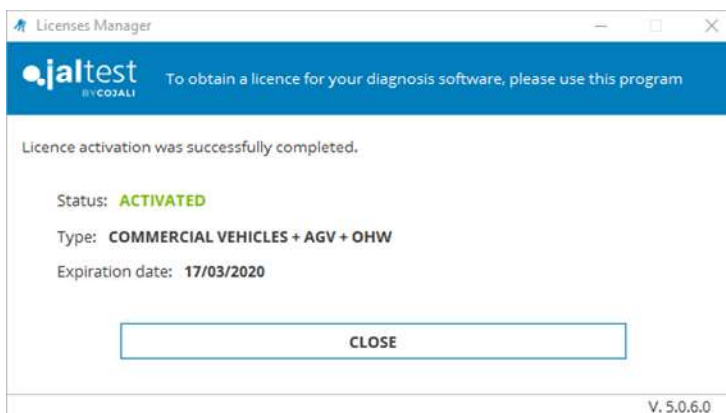 Licenses Manager
jaltest
BY COJALI
To obtain a licence for your diagnosis software, please use this program
Licence activation was successfully completed.
Status: ACTIVATED
Type: COMMERCIAL VEHICLES + AGV + OHW
Expiration date: 17/03/2020
CLOSE
V. 5.0.6.0